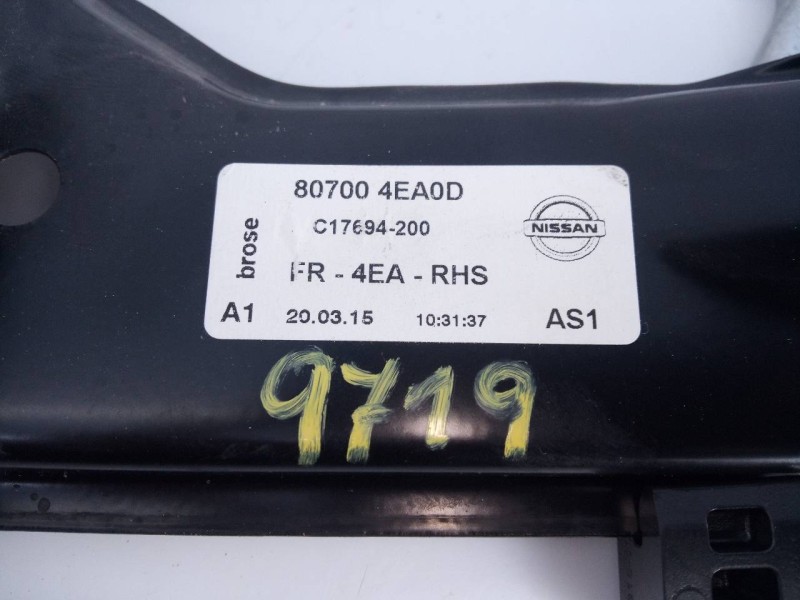 80700 4EA0D
C17694-200
brose
NISSAN
FR - 4EA - RHS
A1 20.03.15 10:31:37 AS1
9719